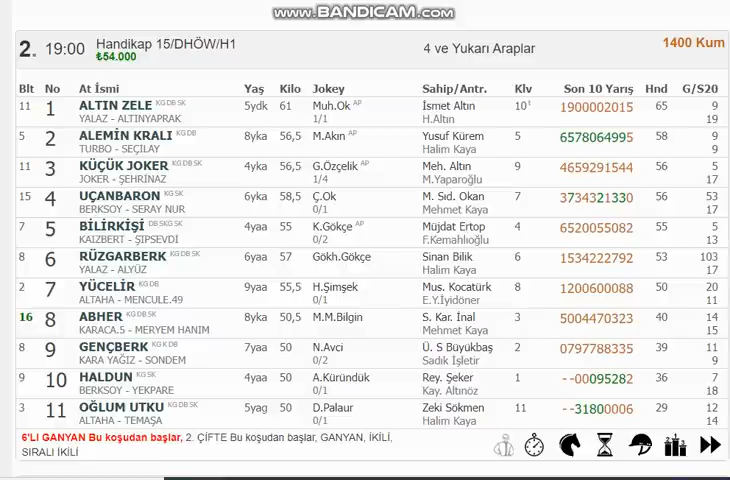 www.BANDICAM.com
2. 19:00 Handikap 15/DHÖW/H1 4 ve Yukarı Araplar 1400 Kum
₺54.000
Blt No At İsmi Yaş Kilo Jokey Sahip/Antr. Klv Son 10 Yarış Hnd G/S20
11 1 ALTIN ZELE KG DB SK 5ydk 61 Muh.Ok AP İsmet Altın 10 t 1900002015 65 9
YALAZ - ALTINYAPRAK 1/1 H.Altın 19
5 2 ALEMİN KRALI KG DB 8yka 56,5 M.Akın AP Yusuf Kürem 5 6578064995 58 9
TURBO - SEÇİLAY Halim Kaya 9
11 3 KÜÇÜK JOKER KG DB SK 4yka 56,5 G.Özçelik AP Meh. Altın 9 4659291544 56 5
JOKER - ŞEHRİNAZ 1/4 M.Yaparoğlu 17
15 4 UÇANBARON KG SK 6yka 58,5 Ç.Ok M. Sıd. Okan 7 3734321330 56 53
BERKSOY - SERAY NUR 0/1 Mehmet Kaya 17
7 5 BİLİRKİŞİ DB SKG SK 4yaa 55 K.Gökçe AP Müjdat Ertop 4 6520055082 55 5
KAIZBERT - ŞIPSEVDİ 0/2 F.Kemahlıoğlu 13
8 6 RÜZGARBERK KG DB SK 6yaa 57 Gökh.Gökçe Sinan Bilik 6 1534222792 53 103
YALAZ - ALYÜZ Halim Kaya 17
2 7 YÜCELİR KG DB 9yaa 55,5 H.Şimşek Mus. Kocatürk 8 1200600088 50 20
ALTAHA - MENCULE.49 0/1 E.Y.İyidöner 11
16 8 ABHER KG DB SK 8yka 50,5 M.M.Bilgin S. Kar. İnal 3 5004470323 40 14
KARACA.5 - MERYEM HANIM Mehmet Kaya 15
8 9 GENÇBERK KG K DB 7yaa 50 N.Avci Ü. S Büyükbaş 2 0797788335 39 11
KARA YAĞIZ - SONDEM 0/2 Sadık İşletir 9
9 10 HALDUN KG SK 4yaa 50 A.Küründük Rey. Şeker 1 --00095282 36 7
BERKSOY - YEKPARE 0/1 Kay. Altınöz 18
3 11 OĞLUM UTKU KG DB SK 5yag 50 D.Palaur Zeki Sökmen 11 --31800006 29 12
ALTAHA - TEMAŞA 0/1 Halim Kaya 14
6'LI GANYAN Bu koşudan başlar, 2. ÇİFTE Bu koşudan başlar, GANYAN, İKİLİ,
SIRALI İKİLİ